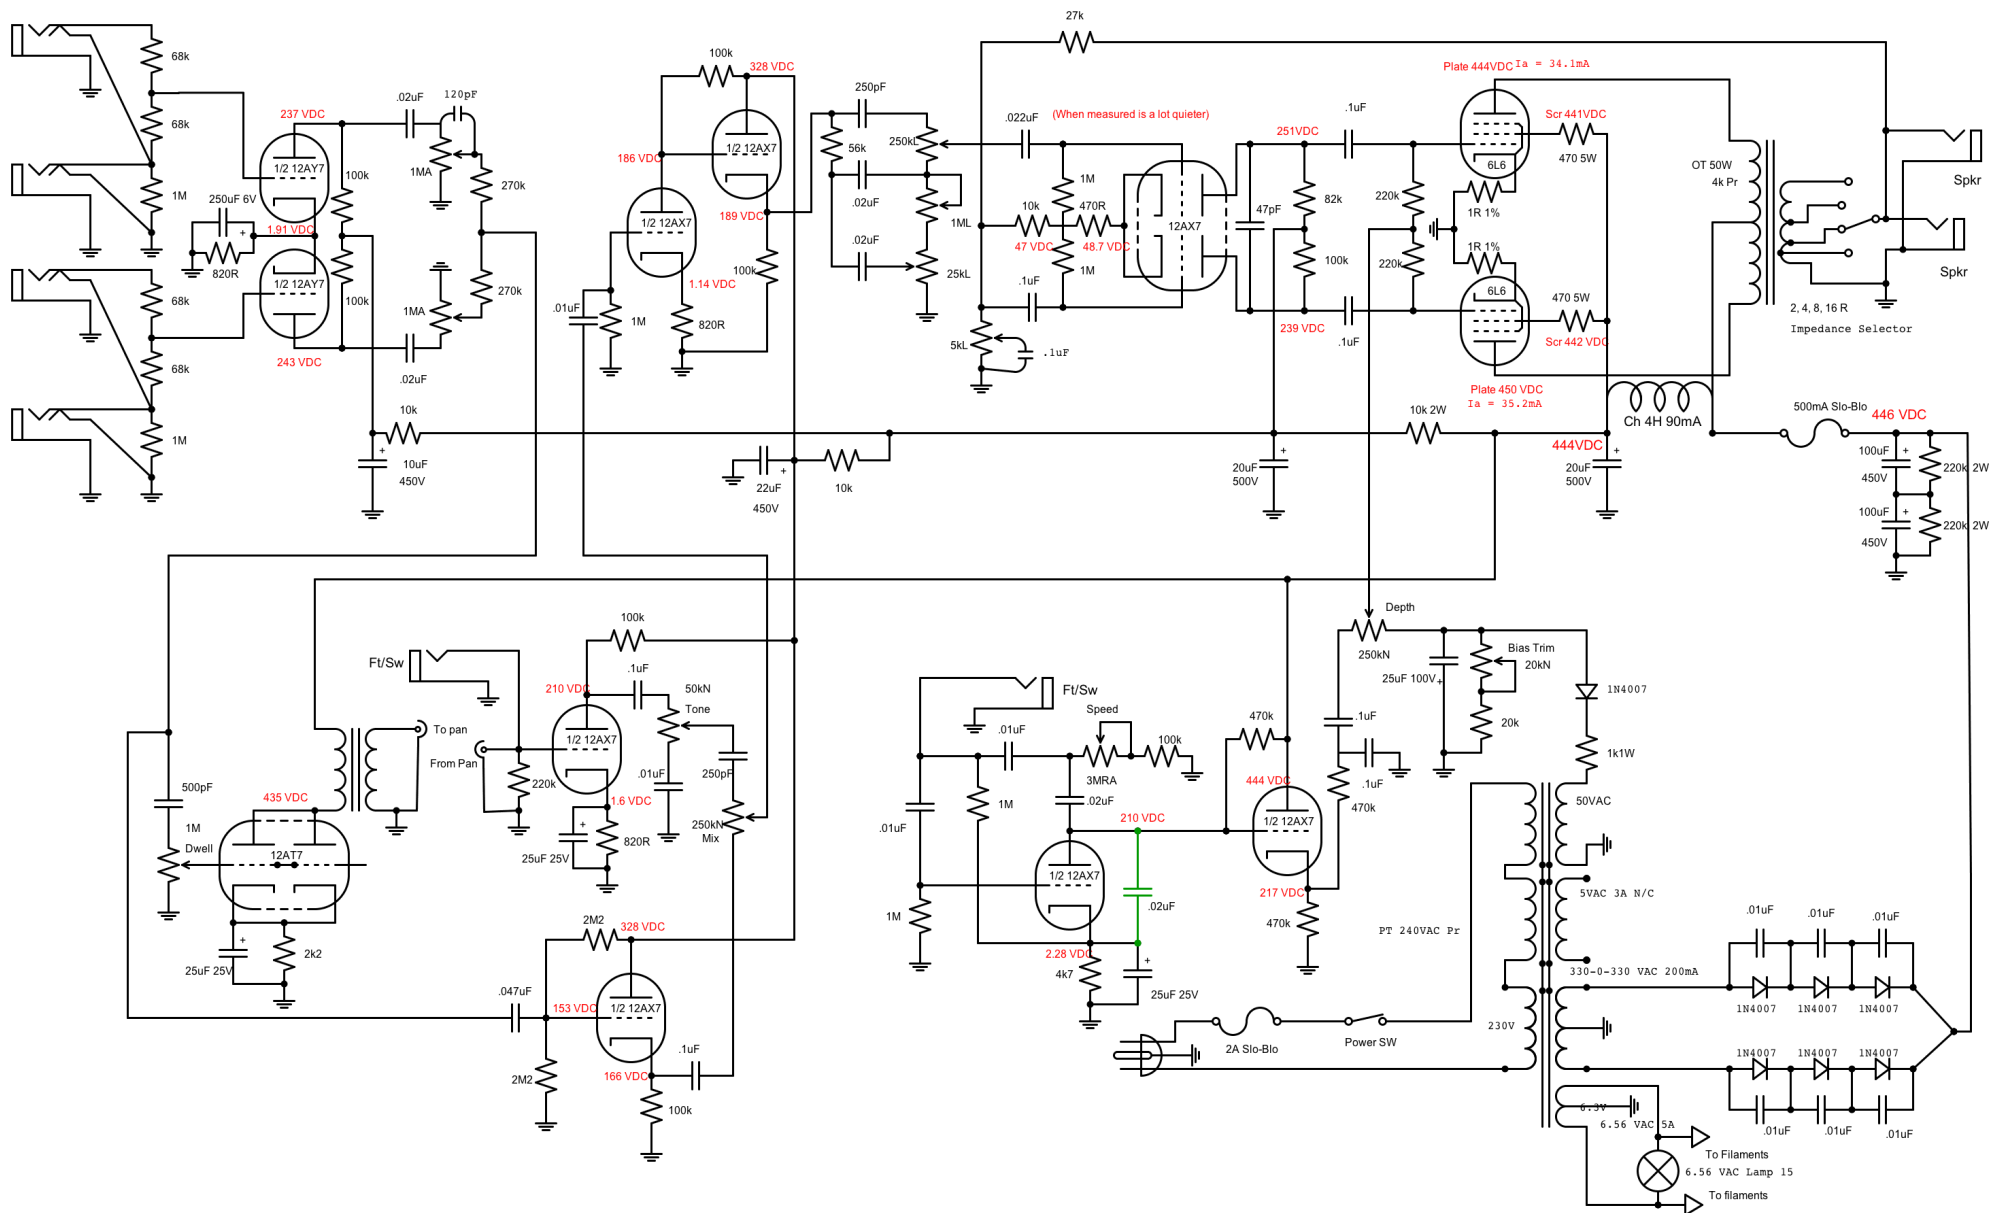 27k
68k
100k
328 VDC
Plate 444VDC
Ia = 34.1mA
.02uF
120pF
250pF
.1uF
68k
237 VDC
.022uF
(When measured is a lot quieter)
Scr 441VDC
1/2 12AY7
1/2 12AX7
56k
250kL
251VDC
470 5W
186 VDC
6L6
OT 50W
4k Pr
Spkr
1MA
100k
270k
1M
250uF 6V
+
1M
220k
82k
1R 1%
.02uF
10k
470R
47pF
1.91 VDC
189 VDC
1/2 12AX7
1ML
12AX7
47 VDC
48.7 VDC
1R 1%
820R
1/2 12AY7
100k
.02uF
1M
100k
220k
Spkr
68k
100k
270k
1.14 VDC
25kL
.1uF
6L6
470 5W
1MA
.01uF
1M
820R
239 VDC
2, 4, 8, 16 R
Impedance Selector
5kL
.1uF
.1uF
Scr 442 VDC
243 VDC
68k
.02uF
Plate 450 VDC
Ia = 35.2mA
10k
10k 2W
Ch 4H 90mA
500mA Slo-Blo
446 VDC
1M
444VDC
+
10uF
450V
22uF
+
450V
10k
+
20uF
500V
+
20uF
500V
100uF
+
450V
220k 2W
100uF
+
450V
220k 2W
100k
Depth
Ft/Sw
.1uF
50kN
250kN
Bias Trim
20kN
210 VDC
Tone
25uF 100V
+
Ft/Sw
1N4007
Speed
To pan
1/2 12AX7
.01uF
470k
.1uF
20k
From Pan
100k
1k1W
500pF
220k
.01uF
250pF
3MRA
444 VDC
.1uF
435 VDC
1.6 VDC
1M
.02uF
50VAC
1M
Dwell
+
820R
250kN
Mix
.01uF
210 VDC
1/2 12AX7
470k
12AT7
25uF 25V
1/2 12AX7
5VAC 3A N/C
.02uF
217 VDC
2M2
328 VDC
1M
470k
PT 240VAC Pr
.01uF
.01uF
.01uF
+
25uF 25V
2k2
2.28 VDC
4k7
+
25uF 25V
330-0-330 VAC 200mA
.047uF
153 VDC
1/2 12AX7
1N4007
1N4007
1N4007
230V
2A Slo-Blo
Power SW
.1uF
2M2
166 VDC
1N4007
1N4007
1N4007
100k
6.3V
6.56 VAC 5A
.01uF
.01uF
.01uF
To Filaments
6.56 VAC Lamp 15
To filaments